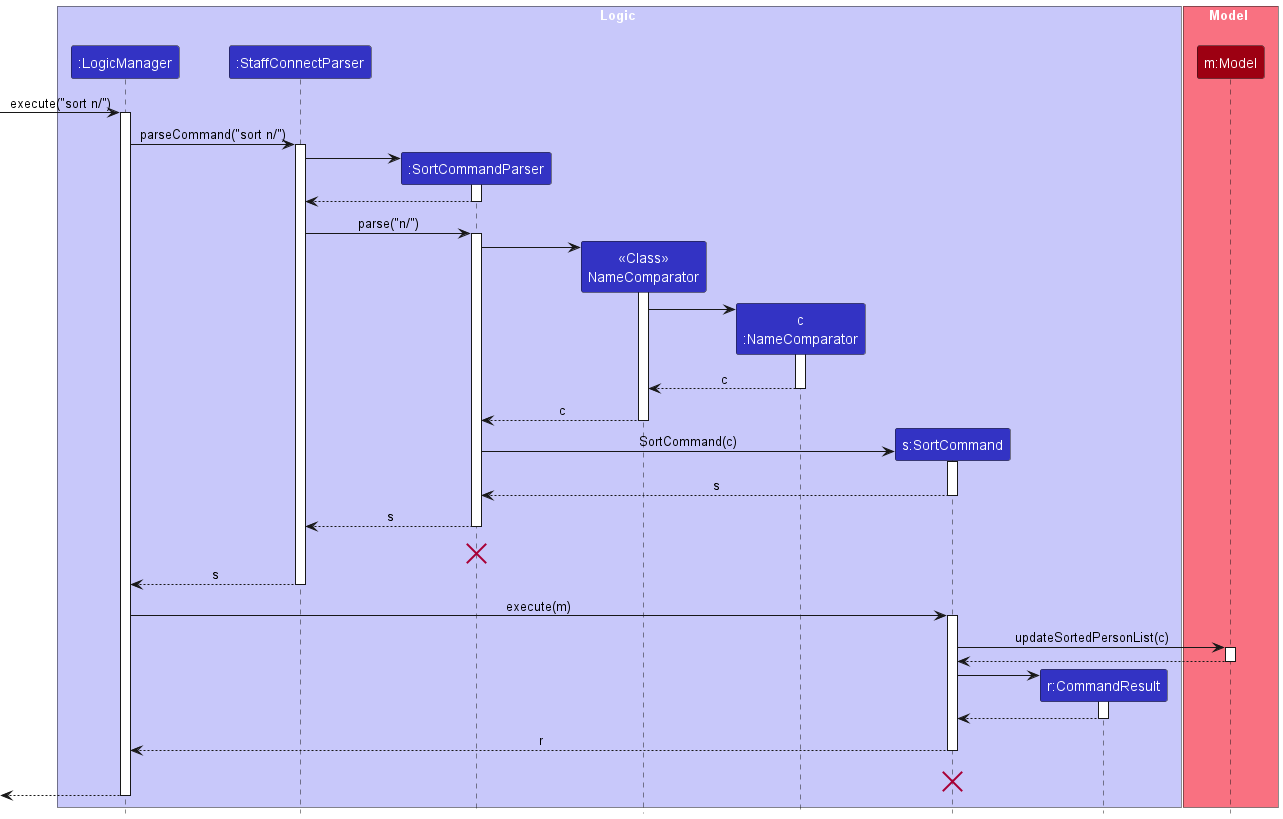 Logic
Model
:LogicManager
:StaffConnectParser
m:Model
execute("sort n/")
parseCommand("sort n/")
:SortCommandParser
parse("n/")
«Class»
NameComparator
c
:NameComparator
c
c
SortCommand(c)
s:SortCommand
s
s
s
execute(m)
updateSortedPersonList(c)
r:CommandResult
r